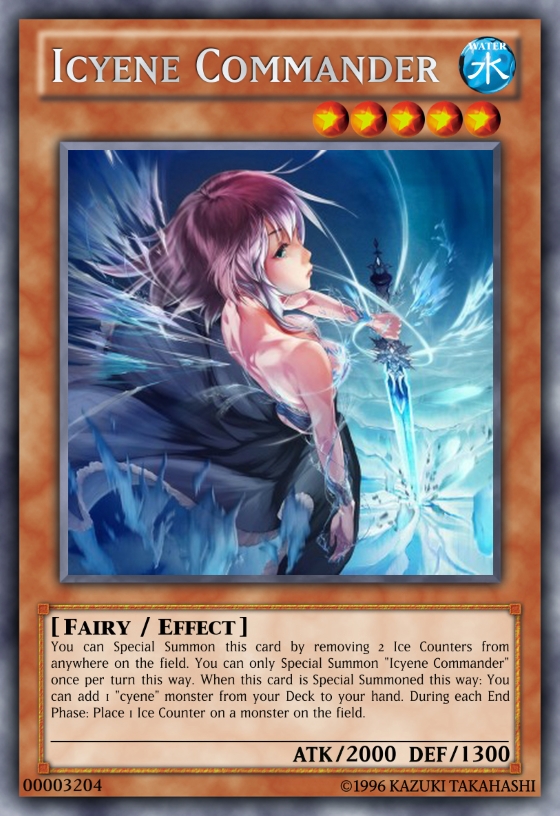 ICYENE COMMANDER
WATER
水
[ FAIRY / EFFECT ]
You can Special Summon this card by removing 2 Ice Counters from
anywhere on the field. You can only Special Summon "Icyene Commander"
once per turn this way. When this card is Special Summoned this way: You
can add 1 "cyene" monster from your Deck to your hand. During each End
Phase: Place 1 Ice Counter on a monster on the field.
ATK/2000 DEF/1300
00003204
©1996 KAZUKI TAKAHASHI